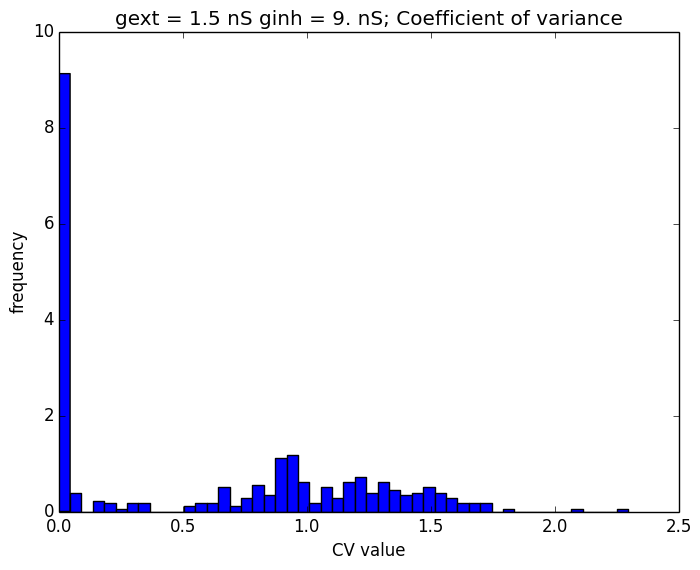 gext = 1.5 nS ginh = 9. nS; Coefficient of variance
10
8
6
4
2
0
frequency
0.0 0.5 1.0 1.5 2.0 2.5
CV value